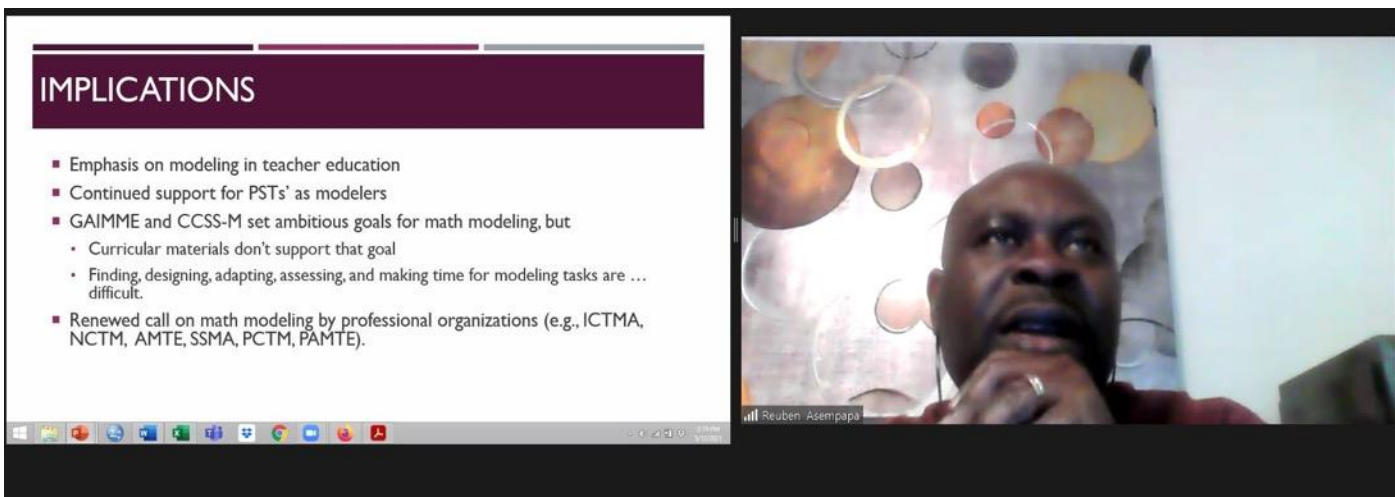 IMPLICATIONS
Emphasis on modeling in teacher education
Continued support for PSTs' as modelers
GAIMME and CCSS-M set ambitious goals for math modeling, but
Curricular materials don't support that goal
Finding, designing, adapting, assessing, and making time for modeling tasks are …
difficult.
Renewed call on math modeling by professional organizations (e.g., ICTMA,
NCTM, AMTE, SSMA, PCTM, PAMTE).
Reuben Asempapa